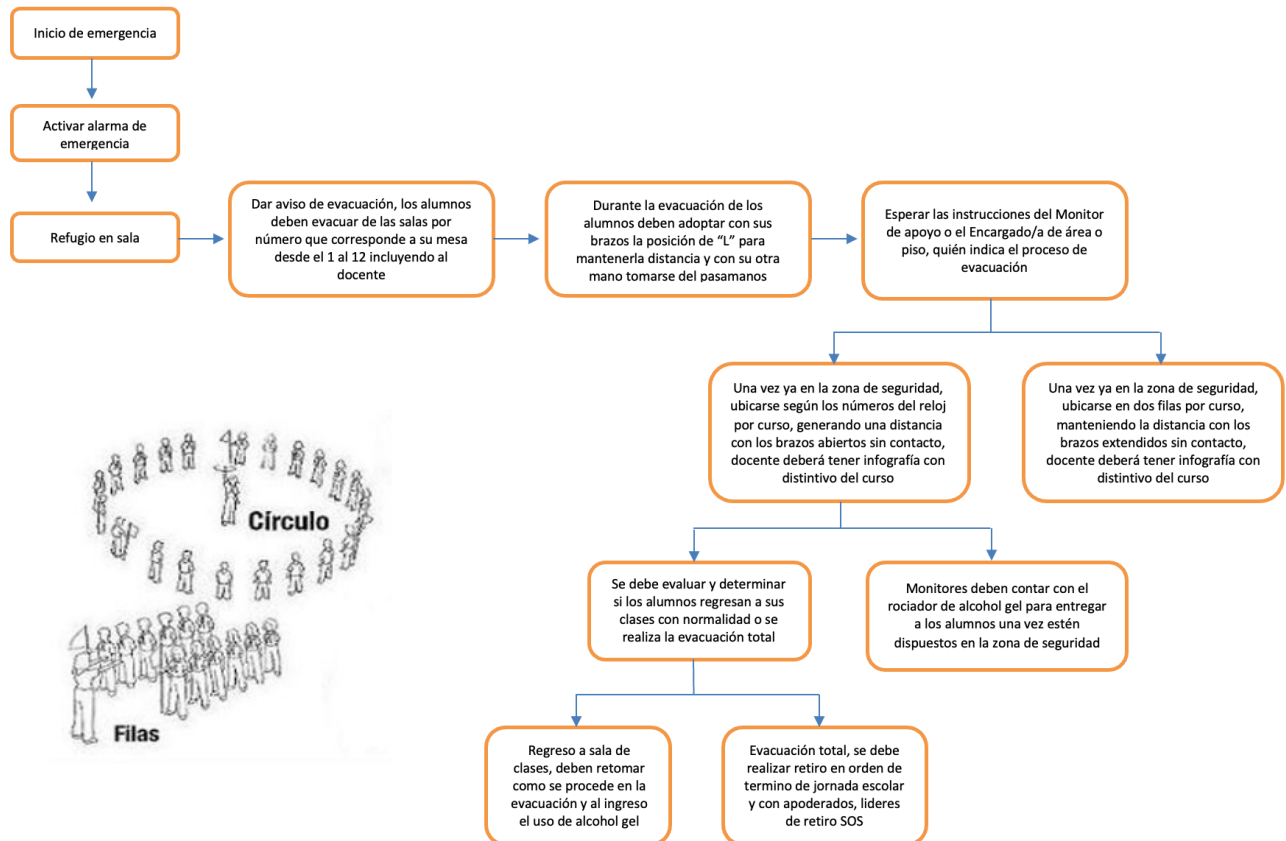 Inicio de emergencia
Activar alarma de
emergencia
Refugio en sala
Dar aviso de evacuación, los alumnos
deben evacuar de las salas por
número que corresponde a su mesa
desde el 1 al 12 incluyendo al
docente
Durante la evacuación de los
alumnos deben adoptar con sus
brazos la posición de “L” para
mantenerla distancia y con su otra
mano tomarse del pasamanos
Esperar las instrucciones del Monitor
de apoyo o el Encargado/a de área o
piso, quién indica el proceso de
evacuación
Una vez ya en la zona de seguridad,
ubicarse según los números del reloj
por curso, generando una distancia
con los brazos abiertos sin contacto,
docente deberá tener infografía con
distintivo del curso
Una vez ya en la zona de seguridad,
ubicarse en dos filas por curso,
manteniendo la distancia con los
brazos extendidos sin contacto,
docente deberá tener infografía con
distintivo del curso
Círculo
Filas
Se debe evaluar y determinar
si los alumnos regresan a sus
clases con normalidad o se
realiza la evacuación total
Monitores deben contar con el
rociador de alcohol gel para entregar
a los alumnos una vez estén
dispuestos en la zona de seguridad
Regreso a sala de
clases, deben retomar
como se procede en la
evacuación y al ingreso
el uso de alcohol gel
Evacuación total, se debe
realizar retiro en orden de
termino de jornada escolar
y con apoderados, lideres
de retiro SOS